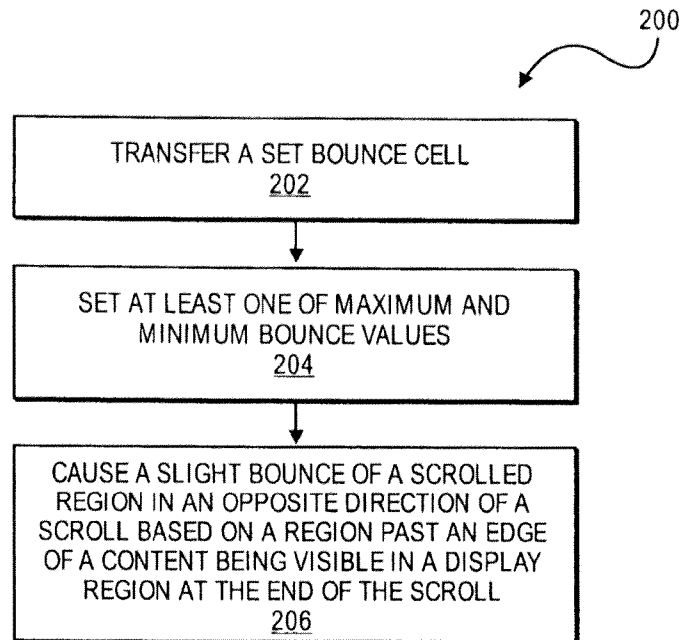 200
TRANSFER A SET BOUNCE CELL
202
SET AT LEAST ONE OF MAXIMUM AND
MINIMUM BOUNCE VALUES
204
CAUSE A SLIGHT BOUNCE OF A SCROLLED
REGION IN AN OPPOSITE DIRECTION OF A
SCROLL BASED ON A REGION PAST AN EDGE
OF A CONTENT BEING VISIBLE IN A DISPLAY
REGION AT THE END OF THE SCROLL
206